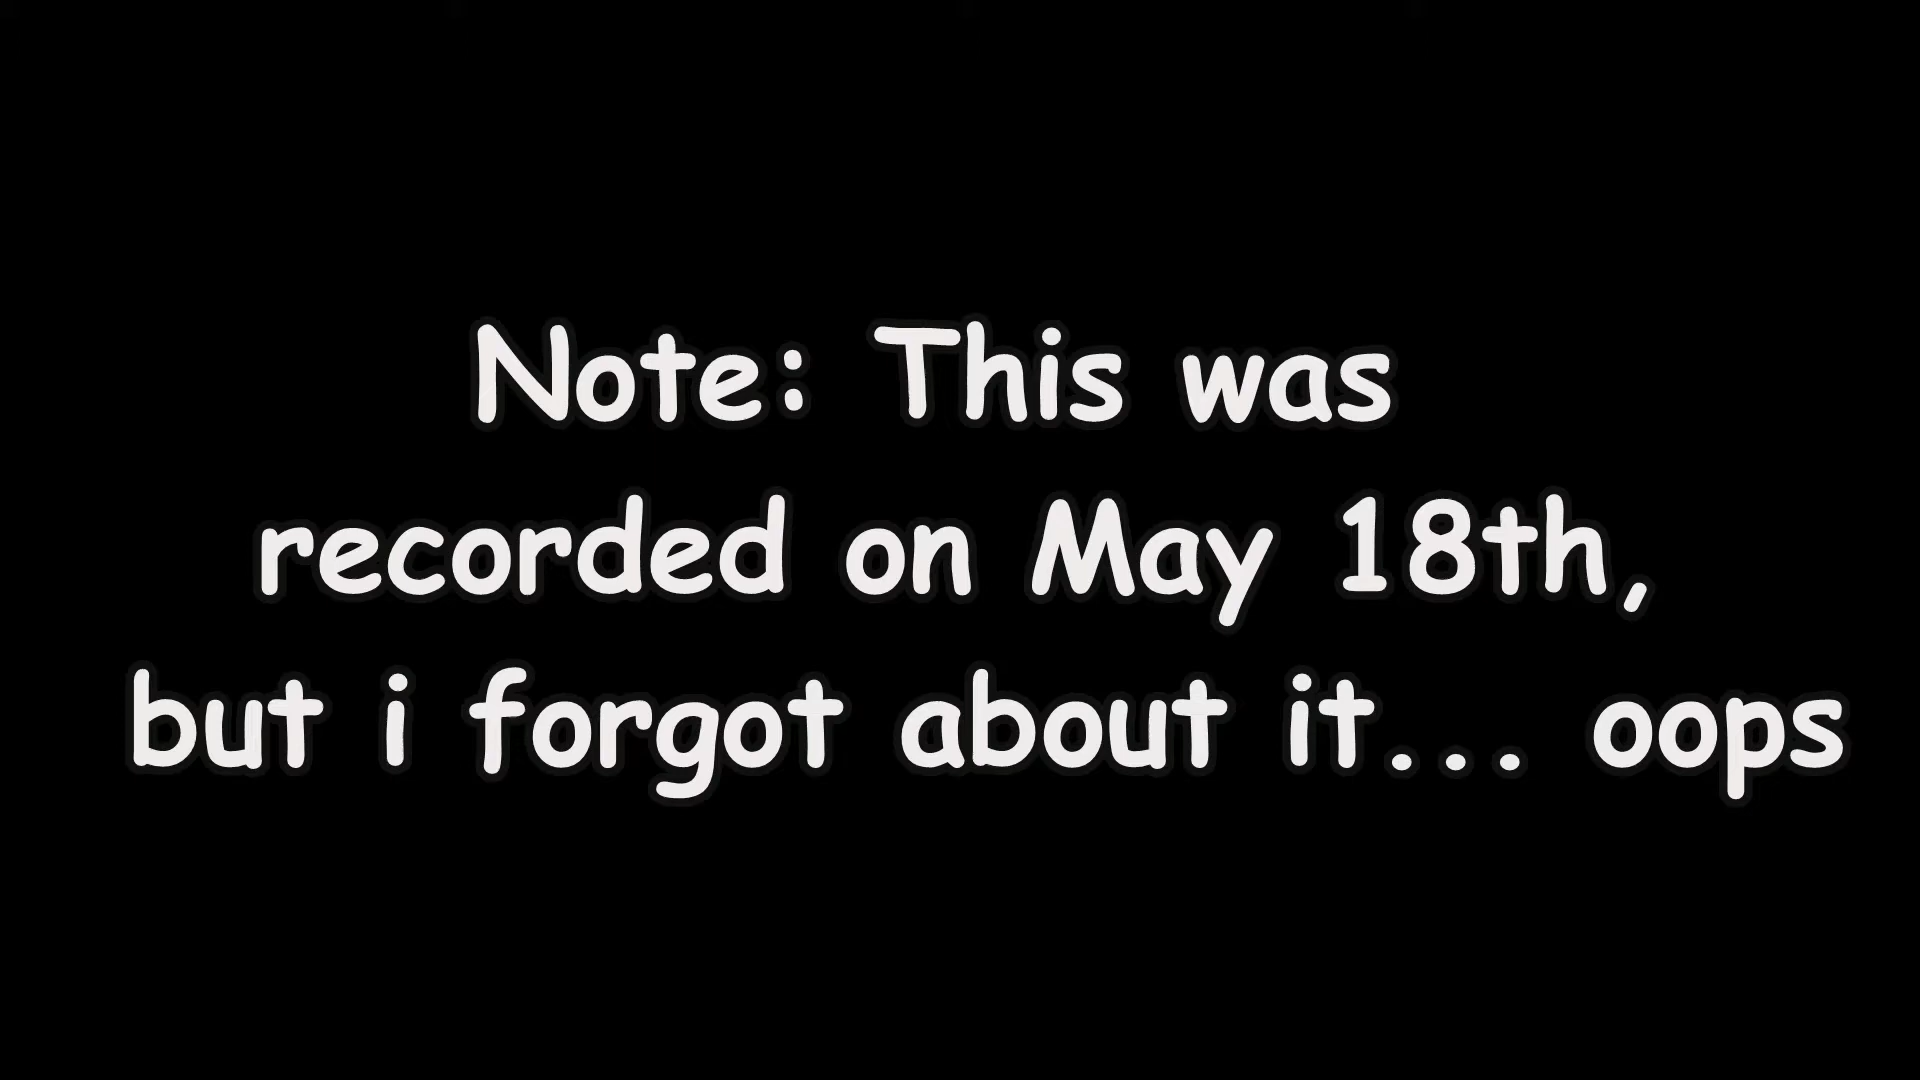 Note: This was
recorded on May 18th,
but i forgot about it... oops